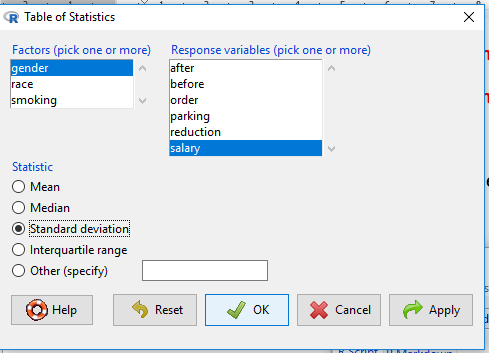 Table of Statistics
Factors (pick one or more)
Response variables (pick one or more)
gender
race
smoking
after
before
order
parking
reduction
salary
Statistic
Mean
Median
Standard deviation
Interquartile range
Other (specify)
Help
Reset
OK
Cancel
Apply